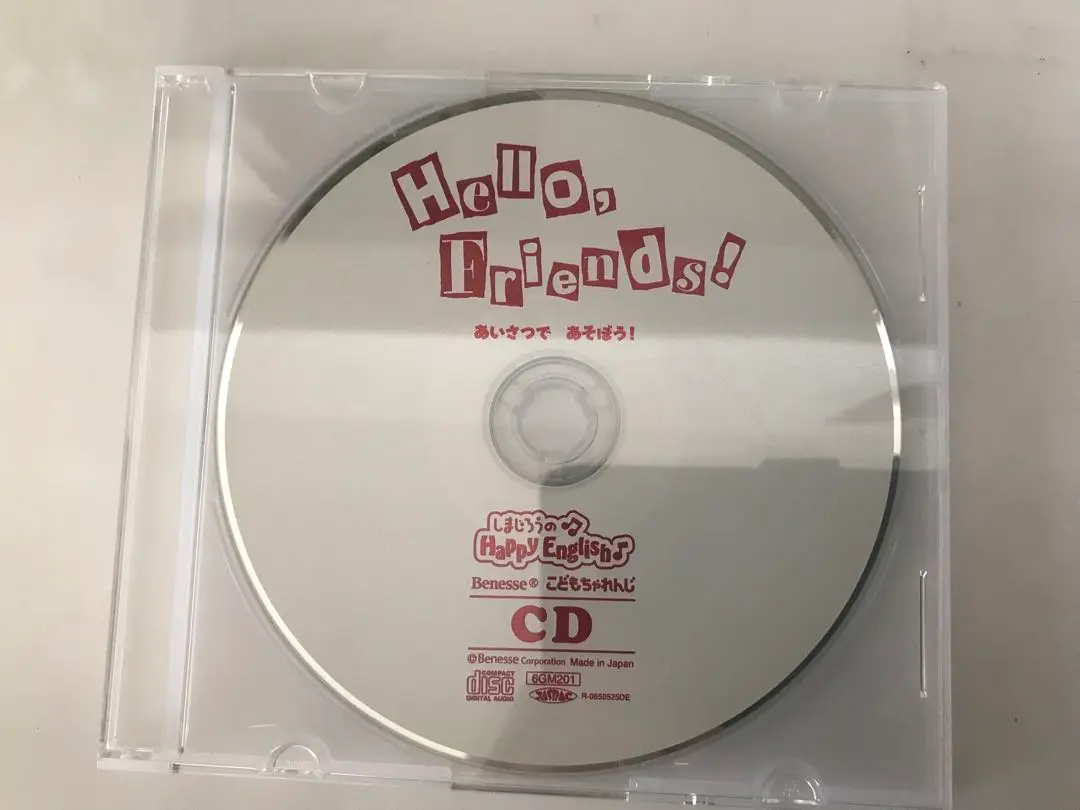 Hello,
Friends!
あいさつで あそぼう!
しまじろうの
Happy English
Benesse® こどもちゃれんじ
CD
©Benesse Corporation Made in Japan
COMPACT
disc
DIGITAL AUDIO
6GM201
JASRAC
R-0650525DE